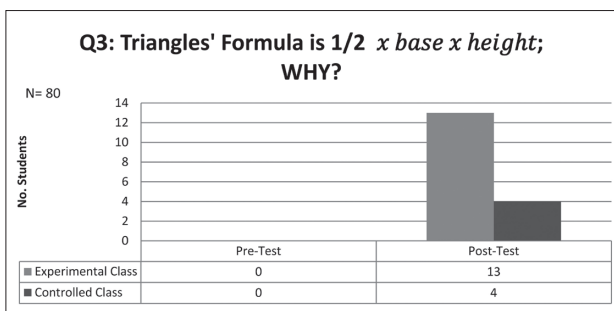 Q3: Triangles' Formula is 1/2 x base x height;
WHY?
N= 80
No. Students
14
12
10
8
6
4
2
0
Pre-Test Post-Test
Experimental Class 0 13
Controlled Class 0 4